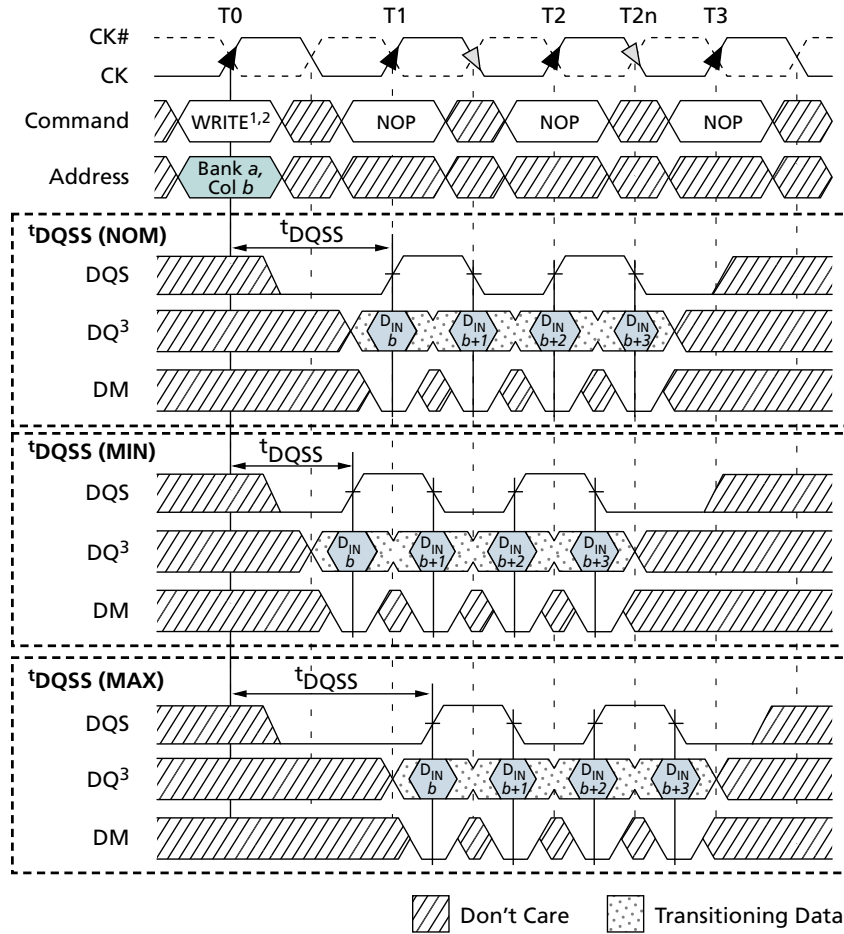 T0 T1 T2 T2n T3
CK#
CK
Command WRITE1,2 NOP NOP NOP
Address Bank a, Col b
tDQSS (NOM) tDQSS
DQS
DQ3 DIN b DIN b+1 DIN b+2 DIN b+3
DM
tDQSS (MIN) tDQSS
DQS
DQ3 DIN b DIN b+1 DIN b+2 DIN b+3
DM
tDQSS (MAX) tDQSS
DQS
DQ3 DIN b DIN b+1 DIN b+2 DIN b+3
DM
Don't Care Transitioning Data